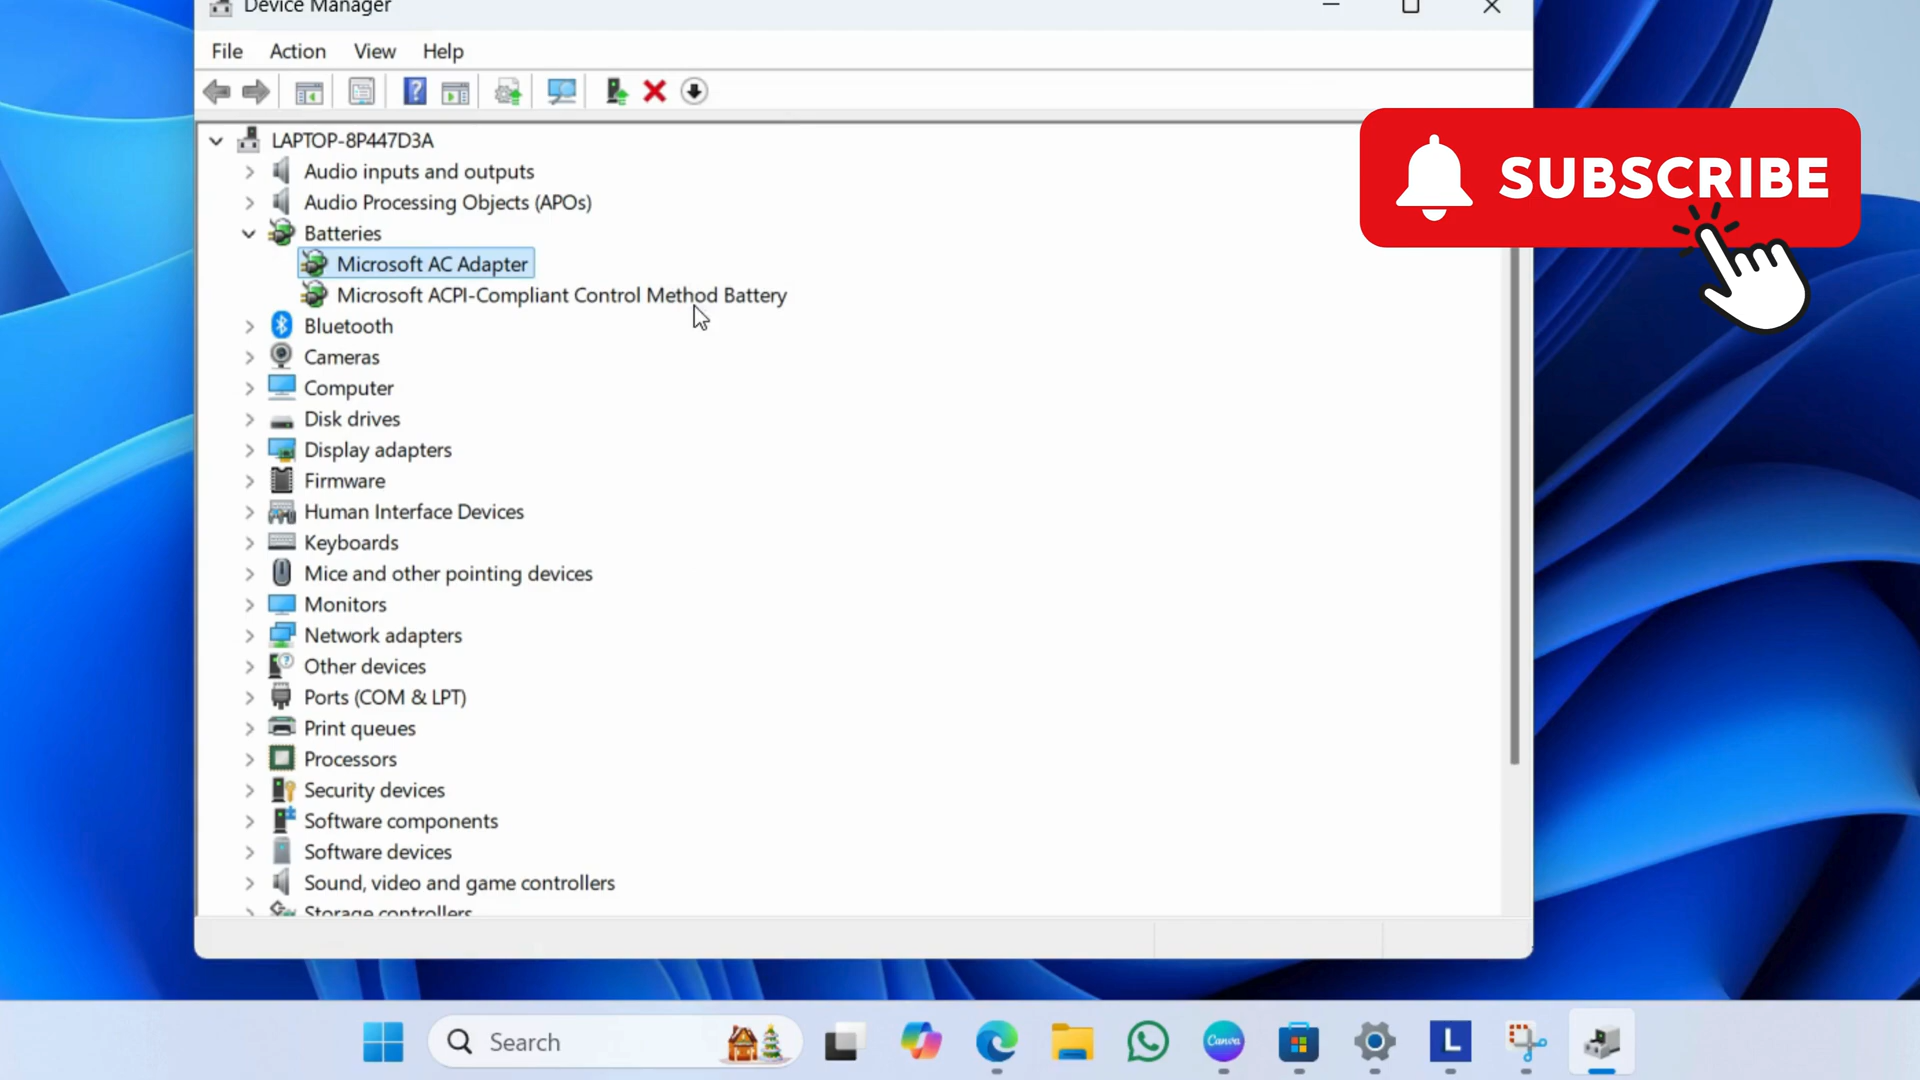 Device Manager
File Action View Help
LAPTOP-8P447D3A
Audio inputs and outputs
Audio Processing Objects (APOs)
Batteries
Microsoft AC Adapter
Microsoft ACPI-Compliant Control Method Battery
Bluetooth
Cameras
Computer
Disk drives
Display adapters
Firmware
Human Interface Devices
Keyboards
Mice and other pointing devices
Monitors
Network adapters
Other devices
Ports (COM & LPT)
Print queues
Processors
Security devices
Software components
Software devices
Sound, video and game controllers
Storage controllers
SUBSCRIBE
Search
Canva
L